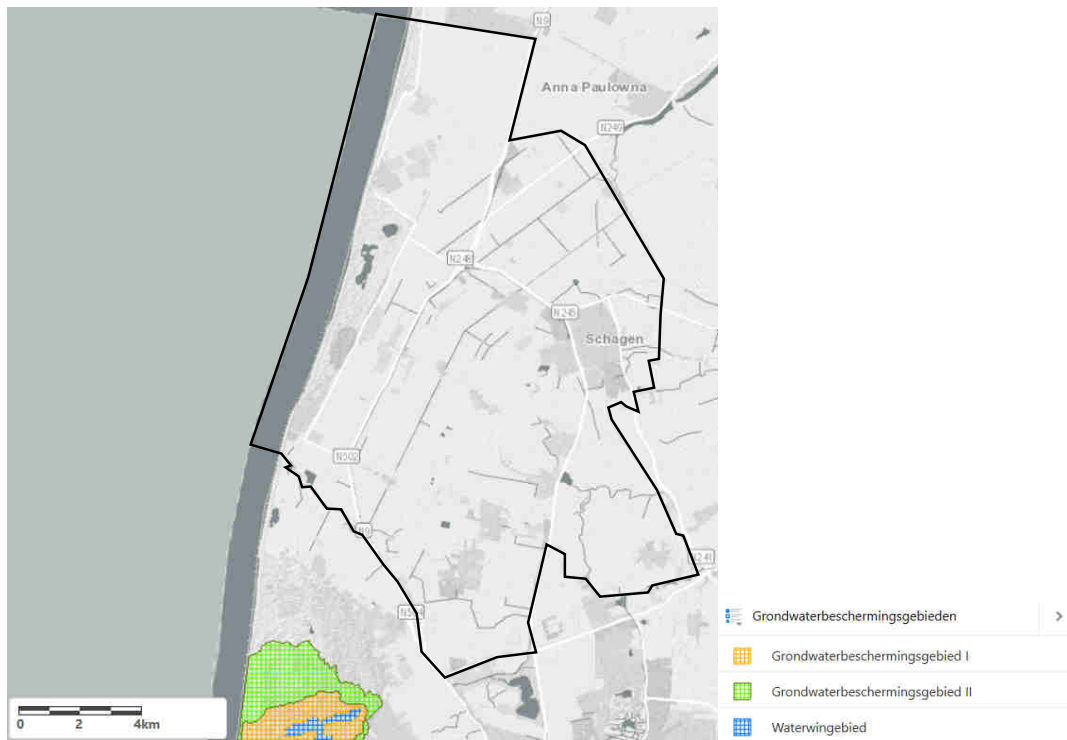 N9
Anna Paulowna
N249
N248
N245
Schagen
N502
N9
N241
0 2 4km
Grondwaterbeschermingsgebieden
Grondwaterbeschermingsgebied I
Grondwaterbeschermingsgebied II
Waterwingebied